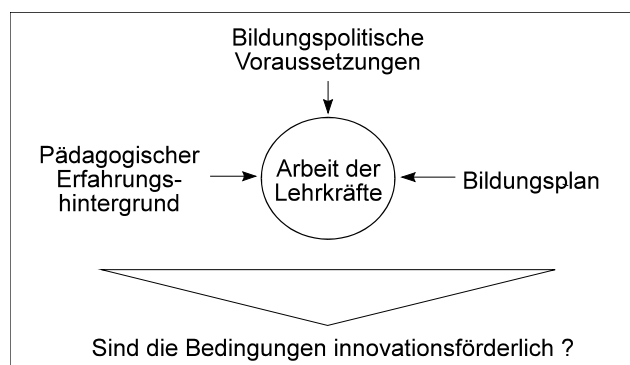 Bildungspolitische
Voraussetzungen
Pädagogischer
Erfahrungs-
hintergrund
Arbeit der
Lehrkräfte
Bildungsplan
Sind die Bedingungen innovationsförderlich ?